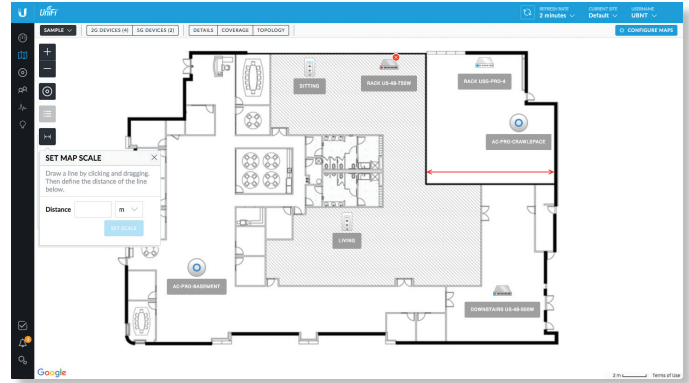 U UniFi
REFRESH RATE
2 minutes
CURRENT SITE
Default
USERNAME
UBNT
SAMPLE
2G DEVICES (4) 5G DEVICES (2)
DETAILS COVERAGE TOPOLOGY
CONFIGURE MAPS
SITTING
RACK US-48-750W
RACK USG-PRO-4
AC-PRO-CRAWLSPACE
SET MAP SCALE
Draw a line by clicking and dragging.
Then define the distance of the line
below.
Distance
m
SET SCALE
LIVING
AC-PRO-BASEMENT
DOWNSTAIRS US-48-500W
Google
2 m
Terms of Use